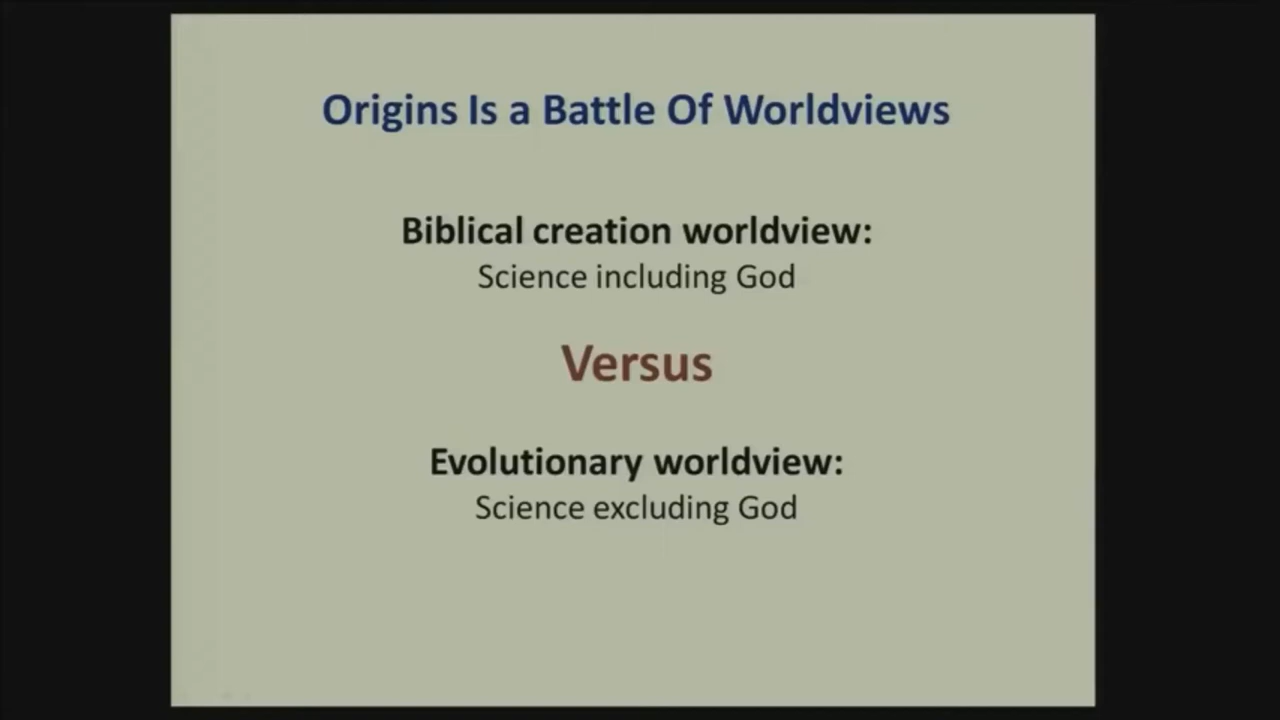 Origins Is a Battle Of Worldviews
Biblical creation worldview:
Science including God
Versus
Evolutionary worldview:
Science excluding God